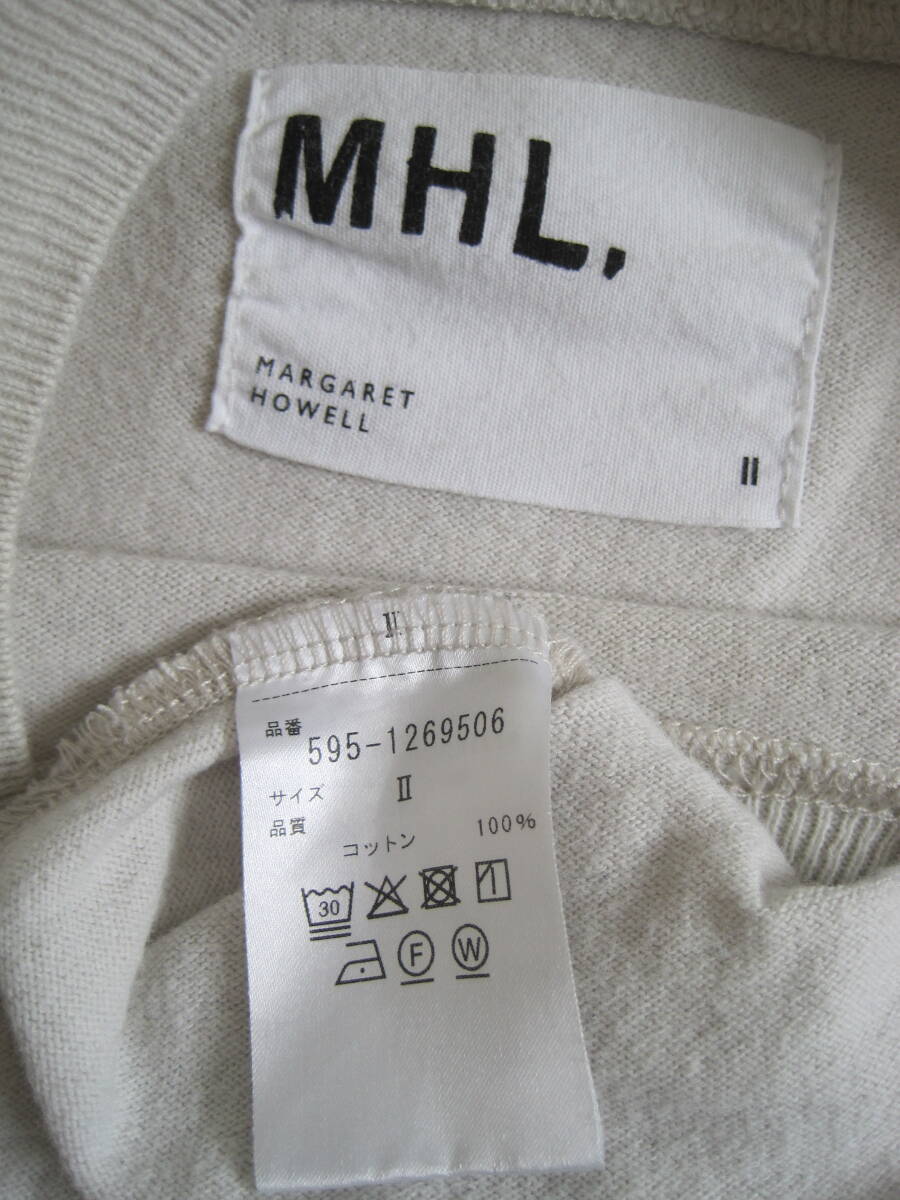 MHL,
MARGARET
HOWELL
II
II
品番 595-1269506
サイズ II
品質
コットン 100%
30
F W